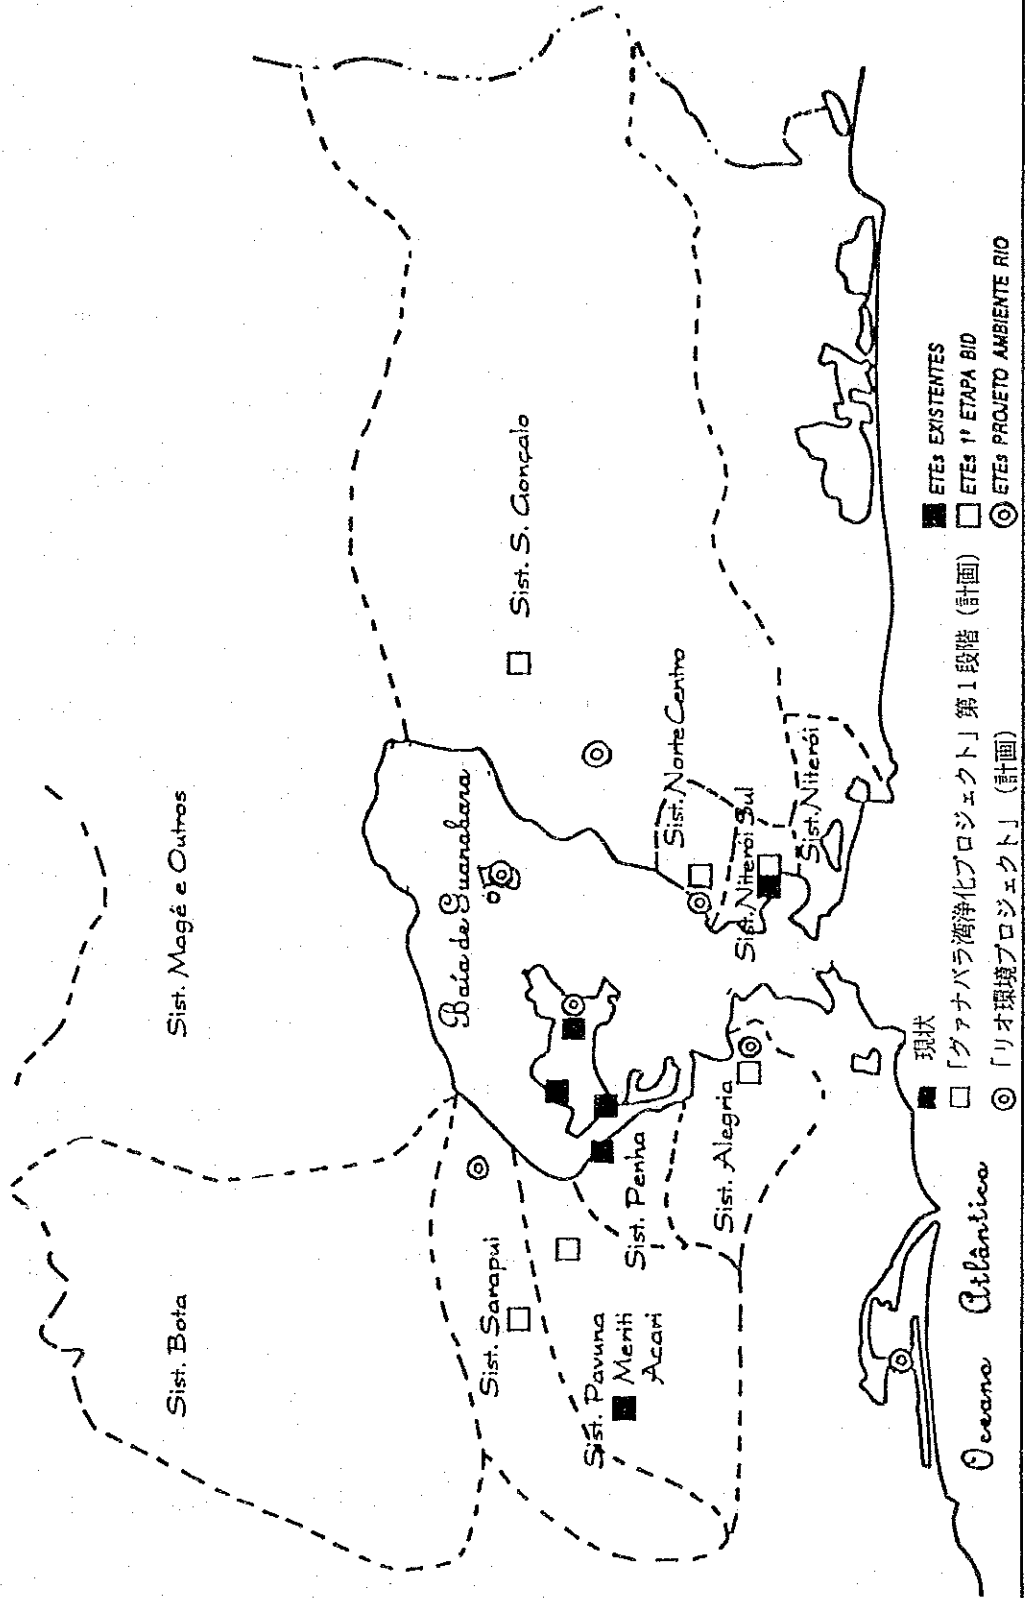 Sist. Bota
Sist. Magé e Outros
Sist. Sarapuí
Baía de Guanabara
Sist. S. Gonçalo
Sist. Pavuna
Meriti
Acari
Sist. Penha
Sist. Alegria
Sist. Norte Centro
Sist. Niterói Sul
Sist. Niterói
Oceano Atlântico
現状
「グァナバラ湾浄化プロジェクト」第1段階 (計画)
「リオ環境プロジェクト」 (計画)
ETEs EXISTENTES
ETEs 1ª ETAPA BID
ETEs PROJETO AMBIENTE RIO